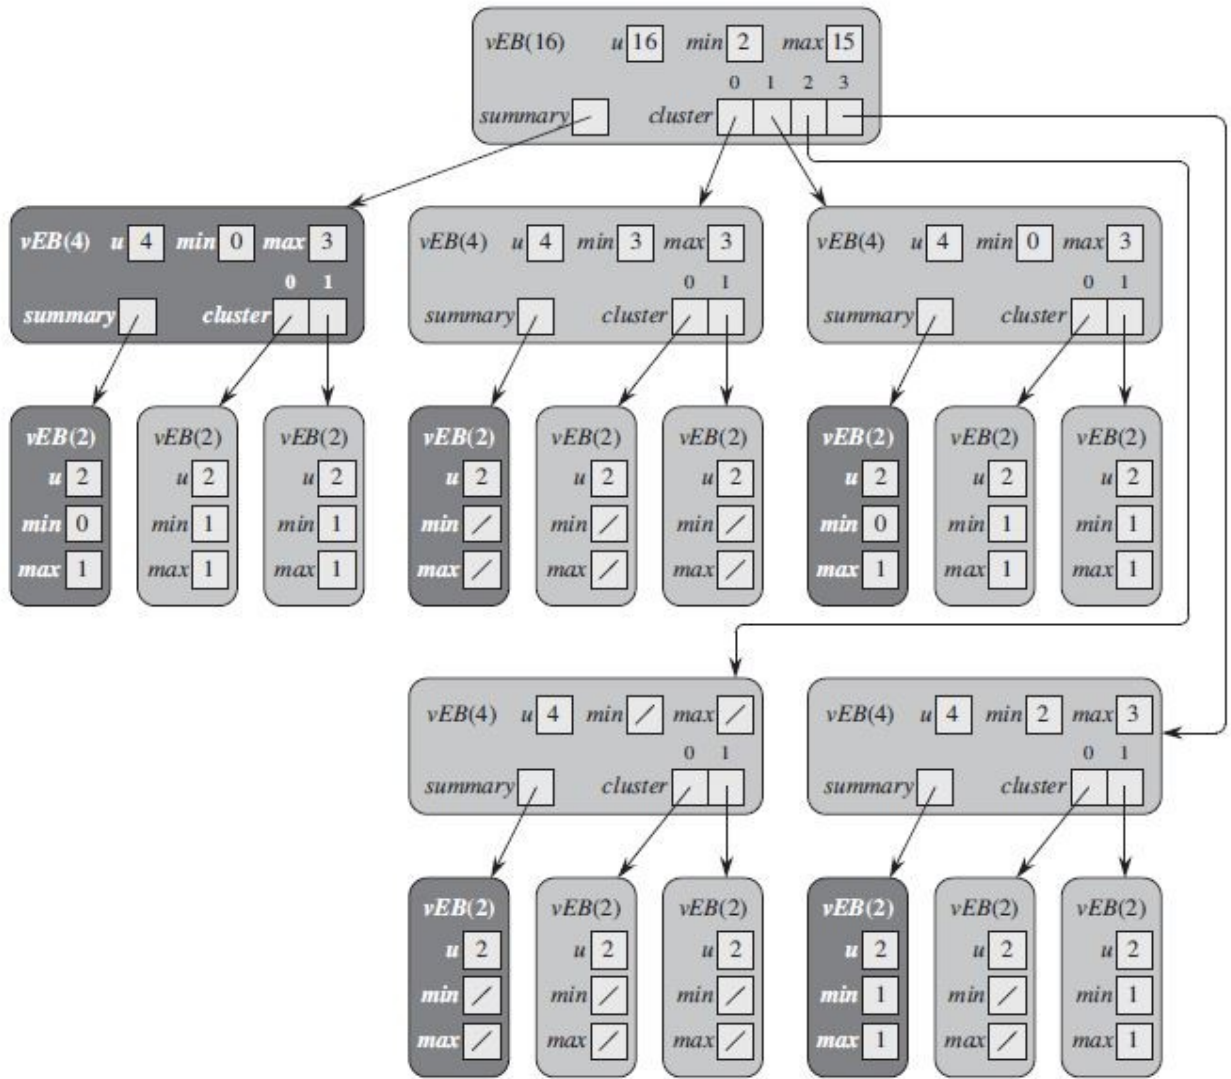 vEB(16) u 16 min 2 max 15
0 1 2 3
summary cluster
vEB(4) u 4 min 0 max 3
0 1
summary cluster
vEB(4) u 4 min 3 max 3
0 1
summary cluster
vEB(4) u 4 min 0 max 3
0 1
summary cluster
vEB(2)
u 2
min 0
max 1
vEB(2)
u 2
min 1
max 1
vEB(2)
u 2
min 1
max 1
vEB(2)
u 2
min /
max /
vEB(2)
u 2
min /
max /
vEB(2)
u 2
min /
max /
vEB(2)
u 2
min 0
max 1
vEB(2)
u 2
min 1
max 1
vEB(2)
u 2
min 1
max 1
vEB(4) u 4 min / max /
0 1
summary cluster
vEB(4) u 4 min 2 max 3
0 1
summary cluster
vEB(2)
u 2
min /
max /
vEB(2)
u 2
min /
max /
vEB(2)
u 2
min /
max /
vEB(2)
u 2
min 1
max 1
vEB(2)
u 2
min /
max /
vEB(2)
u 2
min 1
max 1